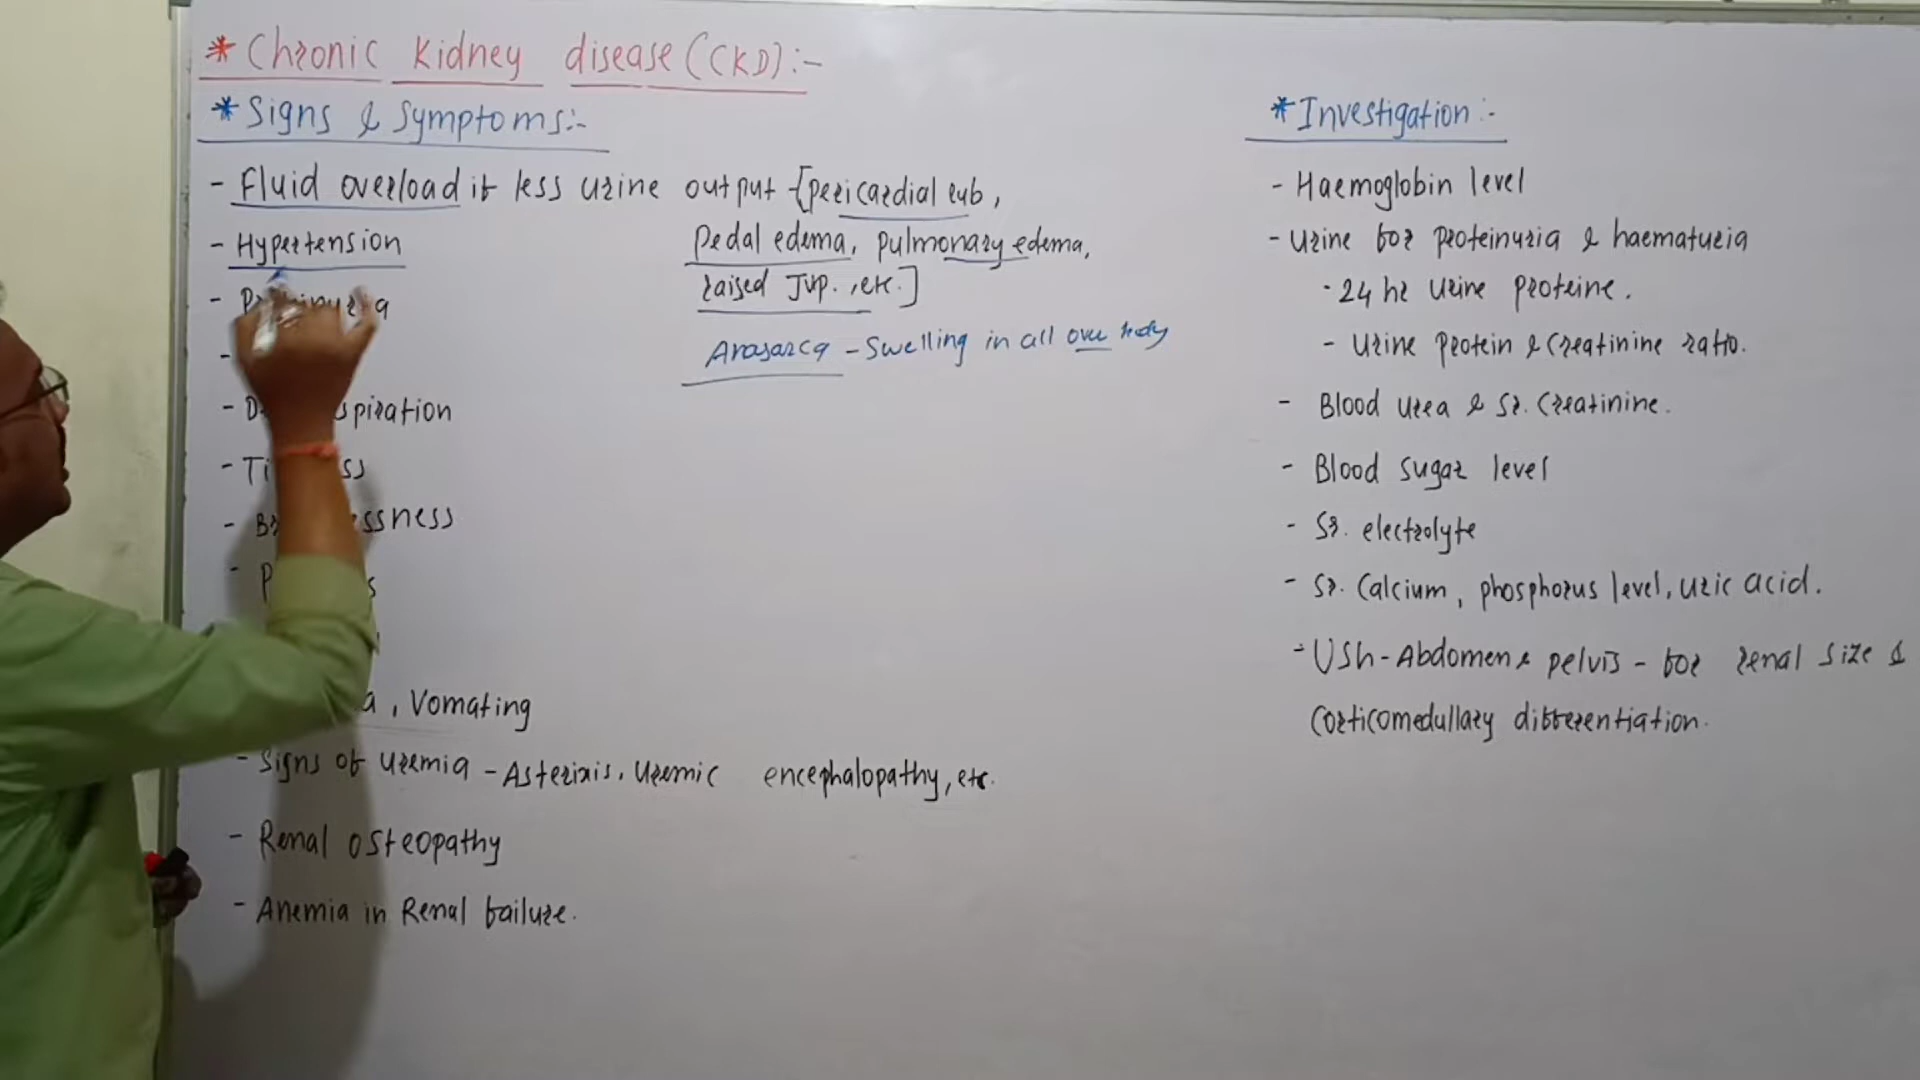 * Chronic Kidney disease (CKD):-
* Signs & Symptoms:-
- Fluid overload if less urine output - [pericardial rub,
Pedal edema, pulmonary edema,
raised Jvp. , etc.]
Anasarca - Swelling in all over body
- Hypertension
- Tiredness
- Breathlessness
, Vomating
- Signs of Uremia - Asterixis, Uremic encephalopathy, etc.
- Renal osteopathy
- Anemia in Renal failure.
* Investigation :-
- Haemoglobin level
- Urine for proteinuria & haematuria
· 24 hr urine proteine.
- Urine protein & creatinine ratio.
- Blood urea & Sr. Creatinine.
- Blood sugar level
- Sr. electrolyte
- Sr. Calcium, phosphorus level, uric acid.
- USG - Abdomen & pelvis - for renal size &
Corticomedullary differentiation.